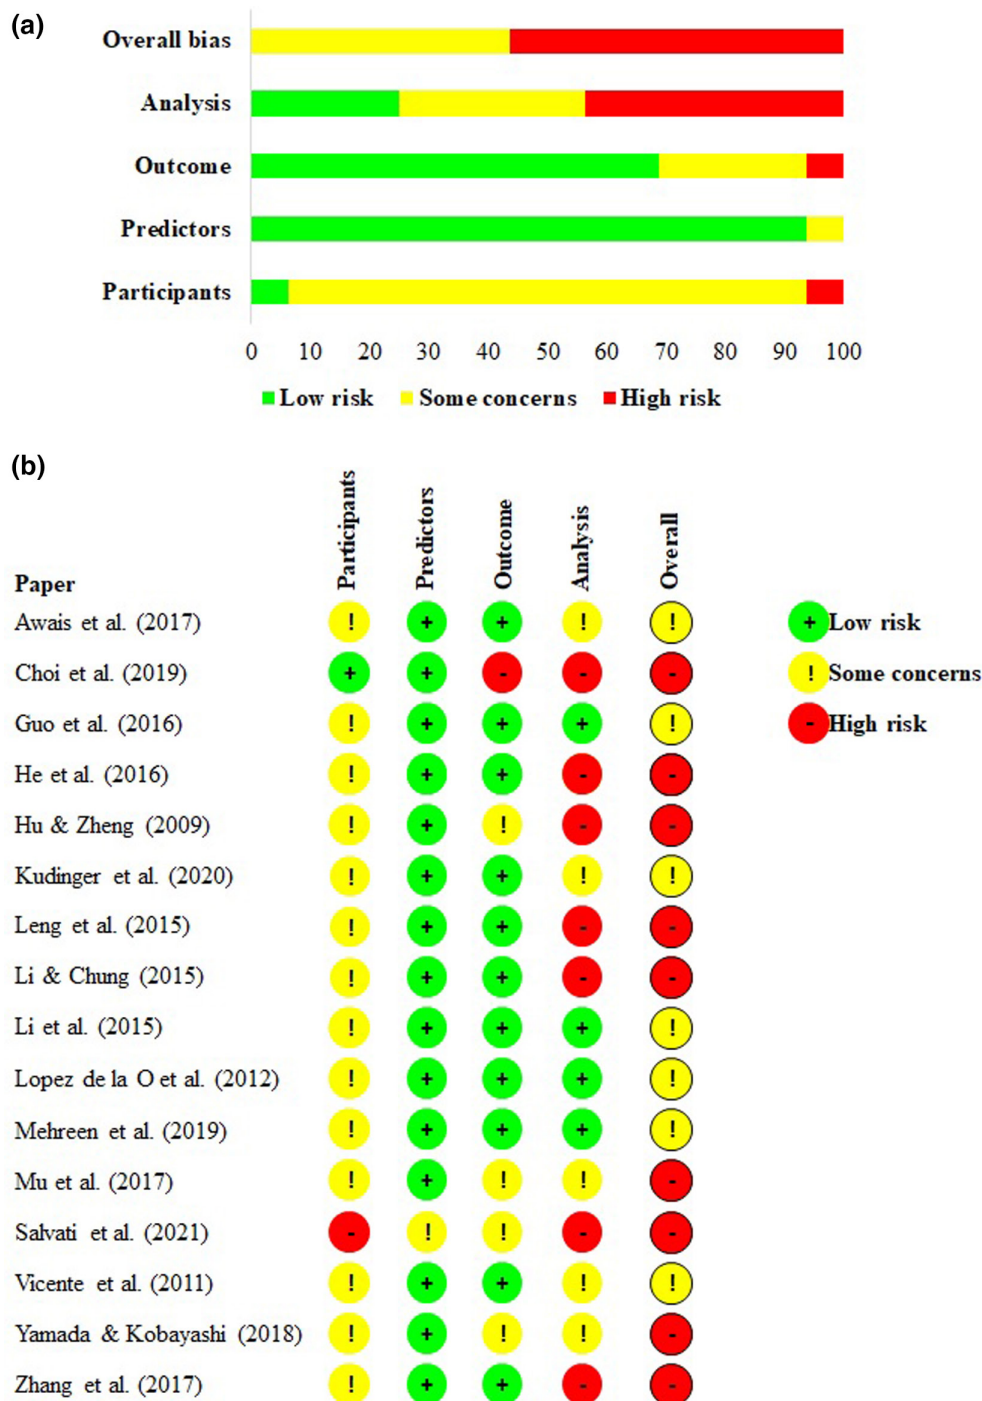 (a)
Overall bias
Analysis
Outcome
Predictors
Participants
0 10 20 30 40 50 60 70 80 90 100
Low risk Some concerns High risk
(b)
Paper Participants Predictors Outcome Analysis Overall
Awais et al. (2017) ! + + ! ! + Low risk
Choi et al. (2019) + + - - - ! Some concerns
Guo et al. (2016) ! + + + ! - High risk
He et al. (2016) ! + + - -
Hu & Zheng (2009) ! + ! - -
Kudinger et al. (2020) ! + + ! !
Leng et al. (2015) ! + + - -
Li & Chung (2015) ! + + - -
Li et al. (2015) ! + + + !
Lopez de la O et al. (2012) ! + + + !
Mehreen et al. (2019) ! + + + !
Mu et al. (2017) ! + ! ! -
Salvati et al. (2021) - ! ! - -
Vicente et al. (2011) ! + + ! !
Yamada & Kobayashi (2018) ! + ! ! -
Zhang et al. (2017) ! + + - -